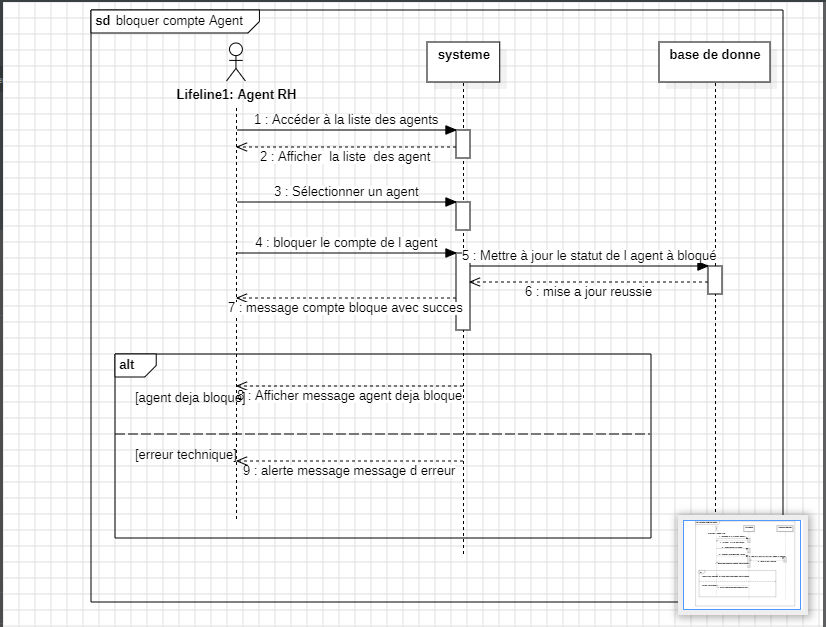 sd bloquer compte Agent
systeme
base de donne
Lifeline1: Agent RH
1 : Accéder à la liste des agents
2 : Afficher la liste des agent
3 : Sélectionner un agent
4 : bloquer le compte de l agent
5 : Mettre à jour le statut de l agent à bloqué
6 : mise a jour reussie
7 : message compte bloque avec succes
alt
[agent deja bloque]
: Afficher message agent deja bloque
[erreur technique]
9 : alerte message message d erreur